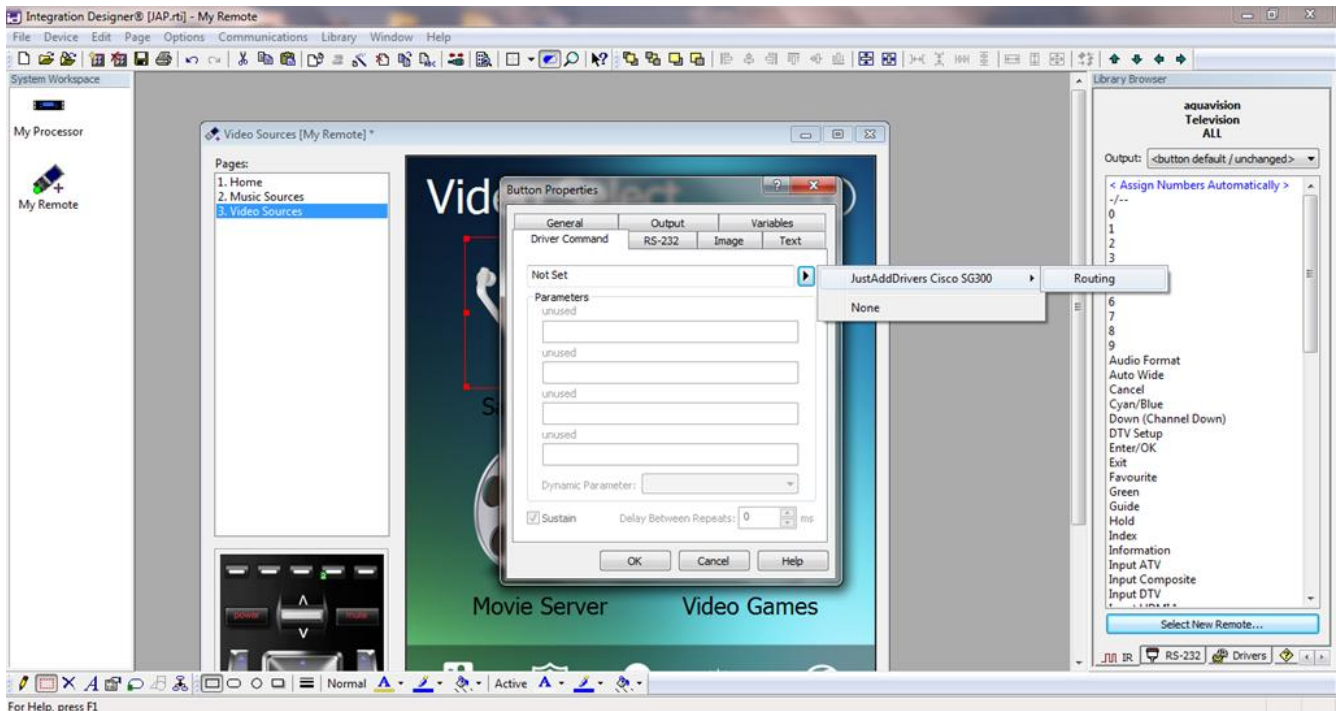 Integration Designer® [JAP.rti] - My Remote
File Device Edit Page Options Communications Library Window Help
System Workspace
My Processor
My Remote
Video Sources [My Remote] *
Pages:
1. Home
2. Music Sources
3. Video Sources
power
mute
Vid
Select
Sa
Movie Server
Video Games
Button Properties
General Output Variables
Driver Command RS-232 Image Text
Not Set
Parameters
unused
unused
unused
unused
Dynamic Parameter:
Sustain Delay Between Repeats: 0 ms
OK Cancel Help
JustAddDrivers Cisco SG300
None
Routing
Library Browser
aquavision
Television
ALL
Output: <button default / unchanged>
< Assign Numbers Automatically >
-/--
0
1
2
3
6
7
8
9
Audio Format
Auto Wide
Cancel
Cyan/Blue
Down (Channel Down)
DTV Setup
Enter/OK
Exit
Favourite
Green
Guide
Hold
Index
Information
Input ATV
Input Composite
Input DTV
Select New Remote...
IR RS-232 Drivers
Normal Active
For Help, press F1